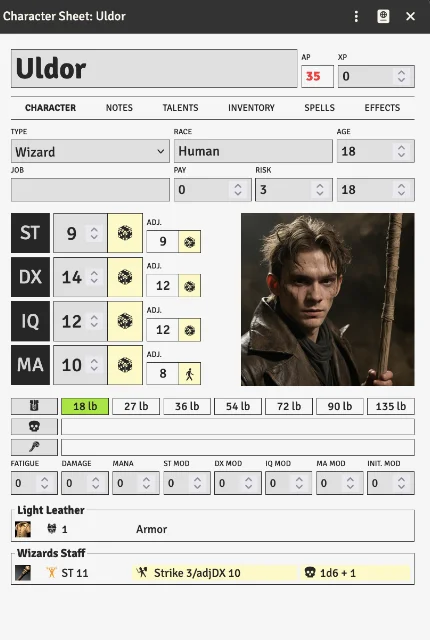 Character Sheet: Uldor
Uldor
AP
35
XP
0
CHARACTER NOTES TALENTS INVENTORY SPELLS EFFECTS
TYPE RACE AGE
Wizard Human 18
JOB PAY RISK
0 3 18
ST 9 ADJ. 9
DX 14 ADJ. 12
IQ 12 ADJ. 12
MA 10 ADJ. 8
18 lb 27 lb 36 lb 54 lb 72 lb 90 lb 135 lb
FATIGUE DAMAGE MANA ST MOD DX MOD IQ MOD MA MOD INIT. MOD
0 0 0 0 0 0 0 0
Light Leather
1 Armor
Wizards Staff
ST 11 Strike 3/adjDX 10 1d6 + 1